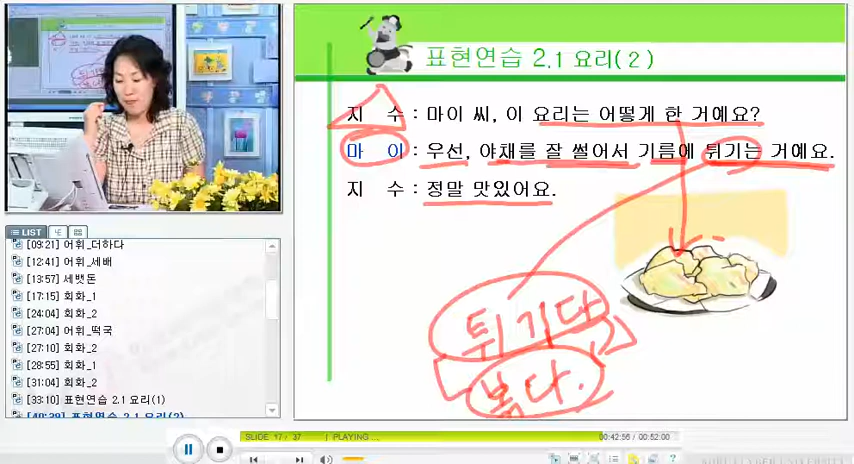 표현연습 2.1 요리(2)
지 수 : 마이 씨, 이 요리는 어떻게 한 거예요?
마 이 : 우선, 야채를 잘 썰어서 기름에 튀기는 거예요.
지 수 : 정말 맛있어요.
튀기다
볶다.
LIST
[09:21] 어휘_더하다
[12:41] 어휘_세배
[13:57] 세뱃돈
[17:15] 회화_1
[24:04] 회화_2
[27:04] 어휘_떡국
[27:10] 회화_2
[28:55] 회화_1
[31:04] 회화_2
[33:10] 표현연습 2.1 요리(1)
[40:39] 표현연습 2.1 요리(2)
SLIDE 17 / 37 | PLAYING ...
00:42:56 / 00:52:00